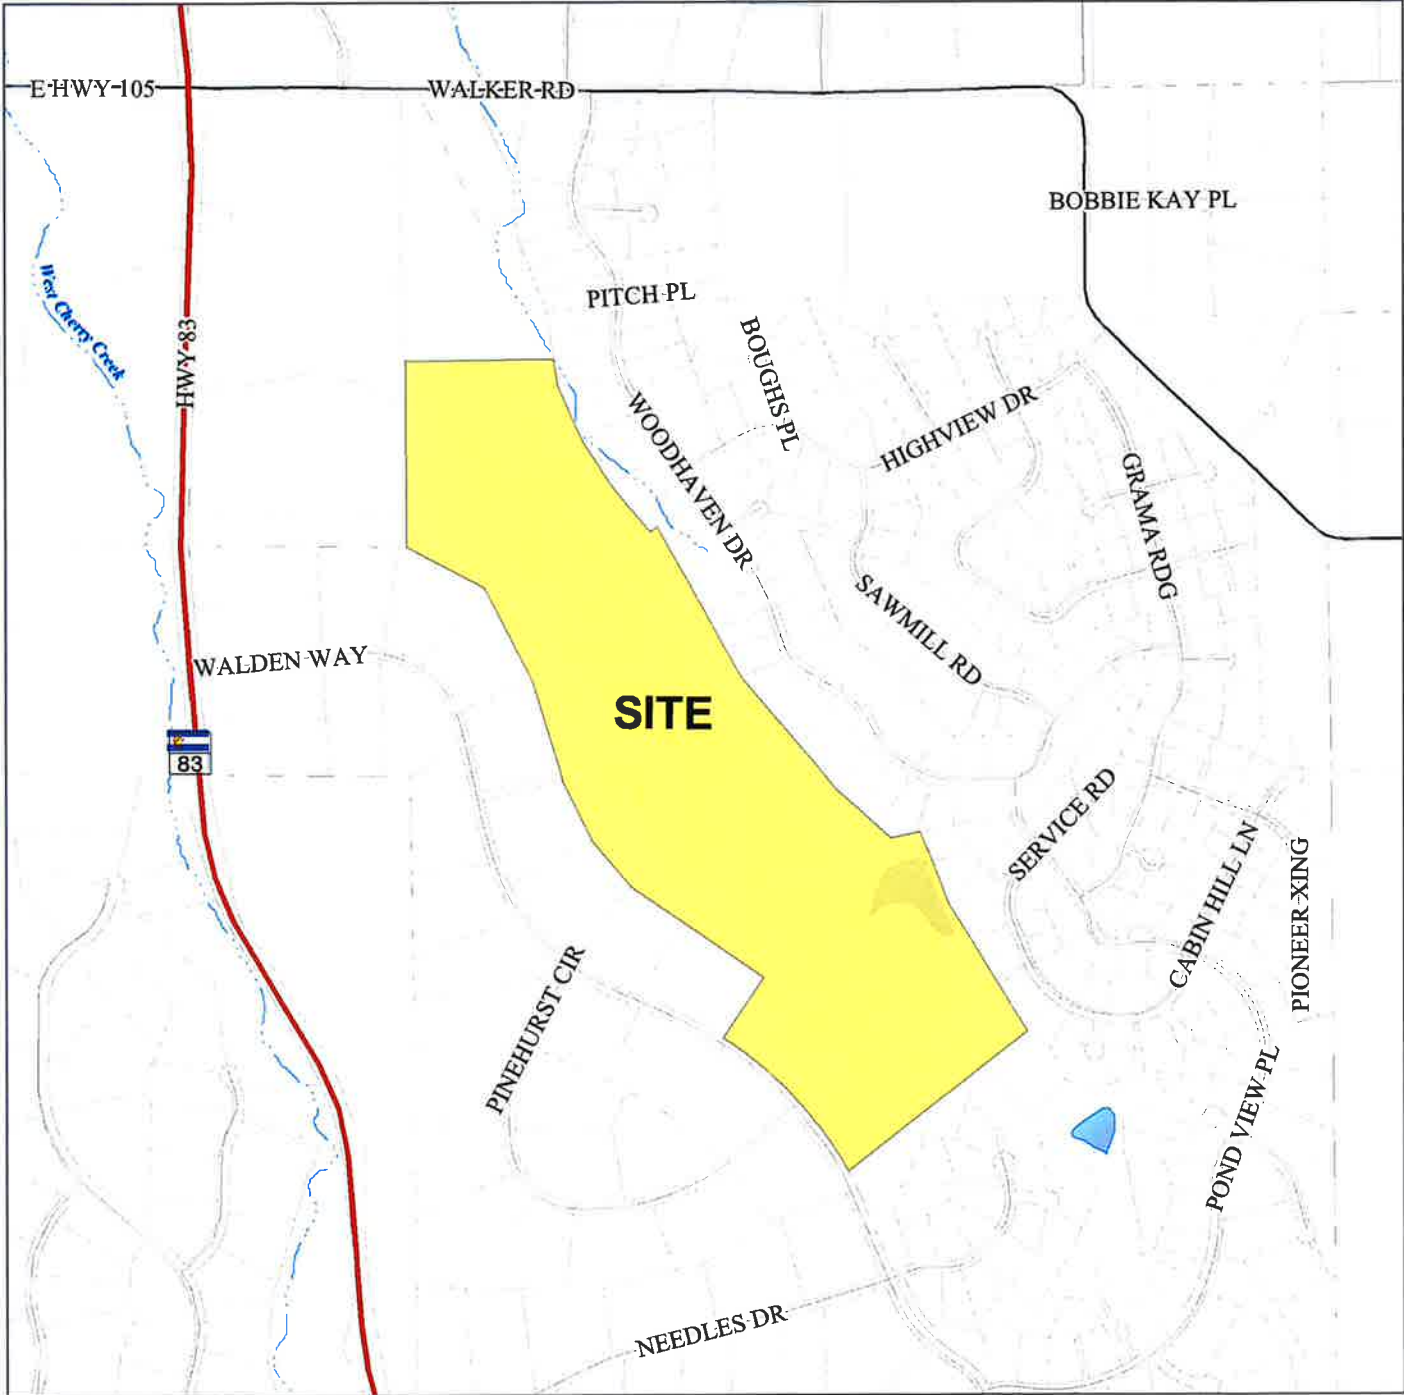 E HWY 105
WALKER RD
BOBBIE KAY PL
West Cherry Creek
PITCH PL
HWY 83
BOUGHS PL
WOODHAVEN DR
HIGHVIEW DR
GRAMA RDG
SAWMILL RD
WALDEN WAY
SITE
83
SERVICE RD
CABIN HILL LN
PIONEER XING
PINEHURST CIR
POND VIEW PL
NEEDLES DR